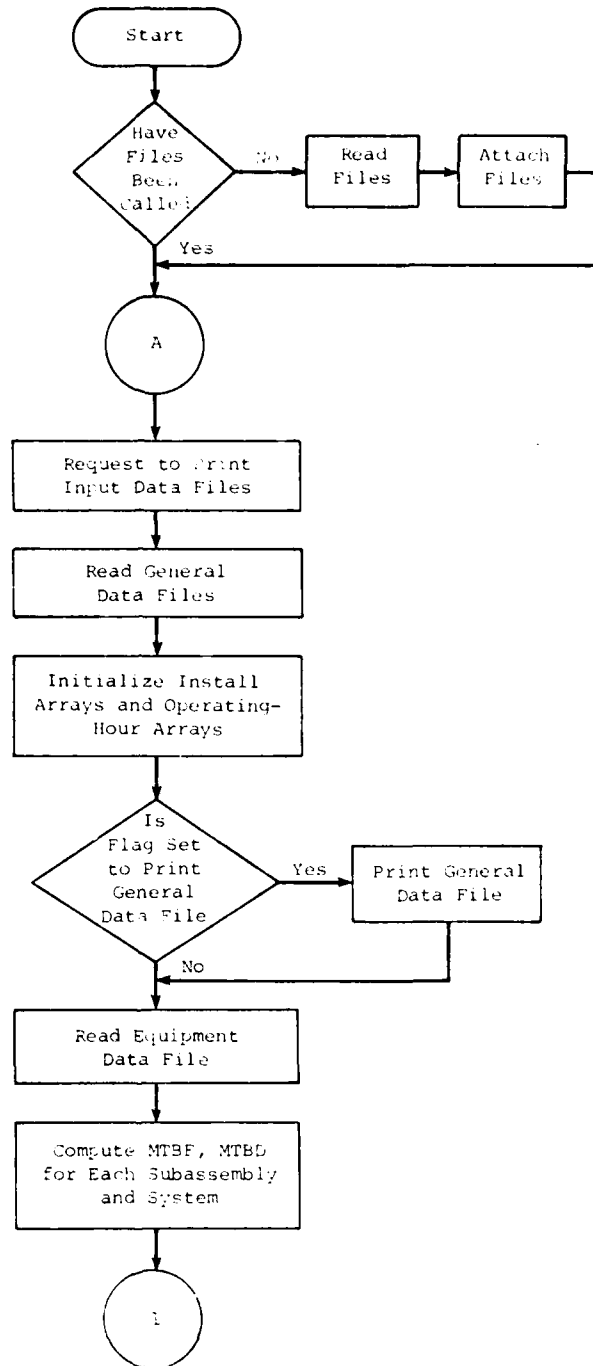 Start
Have
Files
Been
Called
No
Read
Files
Attach
Files
Yes
A
Request to Print
Input Data Files
Read General
Data Files
Initialize Install
Arrays and Operating-
Hour Arrays
Is
Flag Set
to Print
General
Data File
Yes
Print General
Data File
No
Read Equipment
Data File
Compute MTBF, MTBD
for Each Subassembly
and System
1